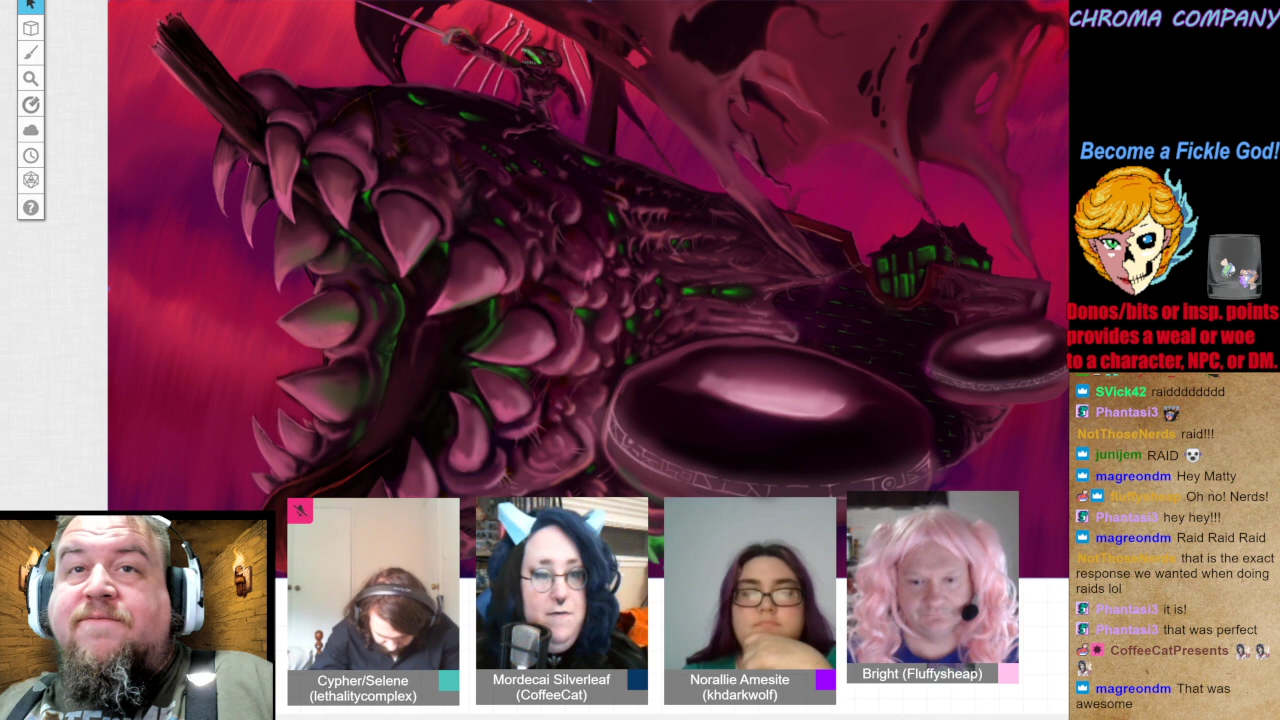 CHROMA COMPANY
Become a Fickle God!
Donos/bits or insp. points
provides a weal or woe
to a character, NPC, or DM.
SVick42 raidddddddd
Phantasi3
NotThoseNerds raid!!!
junijem RAID
magreondm Hey Matty
fluffysheap Oh no! Nerds!
Phantasi3 hey hey!!!
magreondm Raid Raid Raid
NotThoseNerds that is the exact
response we wanted when doing
raids lol
Phantasi3 it is!
Phantasi3 that was perfect
CoffeeCatPresents
magreondm That was
awesome
Cypher/Selene
(lethalitycomplex)
Mordecai Silverleaf
(CoffeeCat)
Norallie Amesite
(khdarkwolf)
Bright (Fluffysheap)